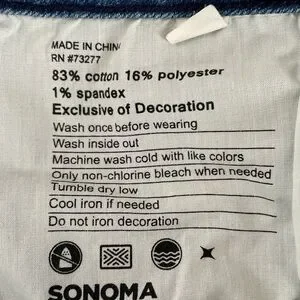 MADE IN CHIN
RN #73277
83% cotton 16% polyester
1% spandex
Exclusive of Decoration
Wash once before wearing
Wash inside out
Machine wash cold with like colors
Only non-chlorine bleach when needed
Tumble dry low
Cool iron if needed
Do not iron decoration
SONOMA